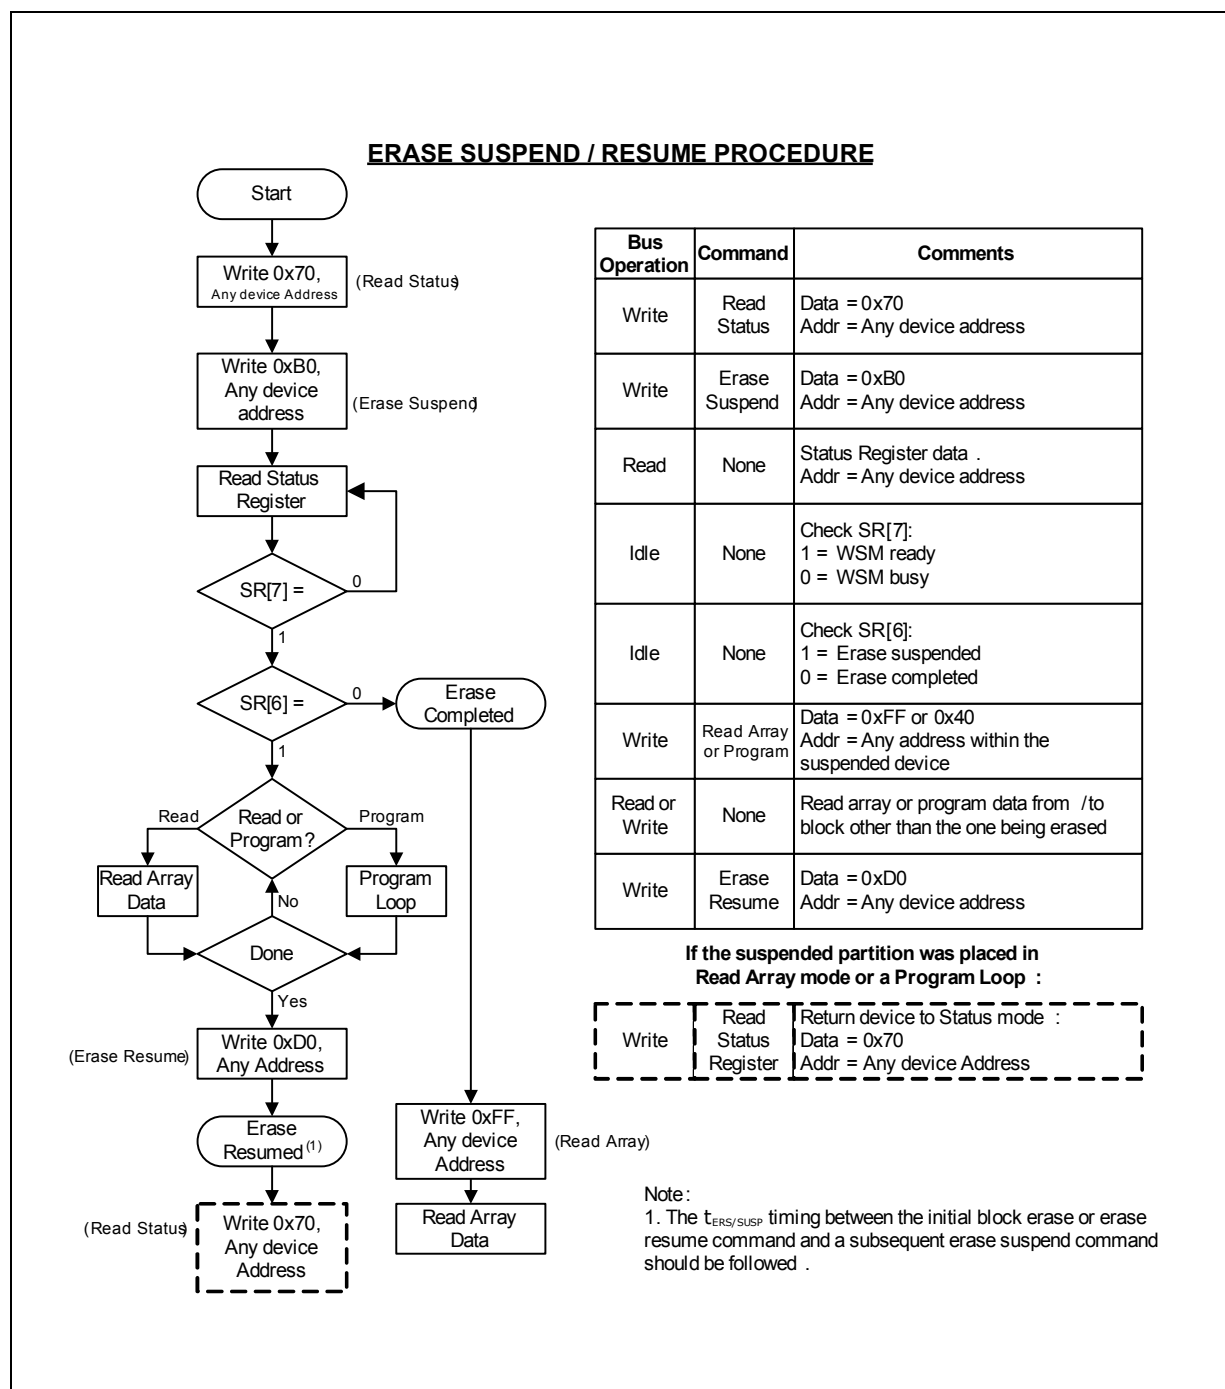 ERASE SUSPEND / RESUME PROCEDURE
Start
Write 0x70,
Any device Address
(Read Status)
Write 0xB0,
Any device
address
(Erase Suspend)
Read Status
Register
SR[7] =
0
1
SR[6] =
0
1
Erase
Completed
Read or
Program?
Read
Program
Read Array
Data
Program
Loop
No
Done
Yes
(Erase Resume)
Write 0xD0,
Any Address
Erase
Resumed (1)
(Read Status)
Write 0x70,
Any device
Address
Write 0xFF,
Any device
Address
(Read Array)
Read Array
Data
Bus
Operation
Command
Comments
Write
Read
Status
Data = 0x70
Addr = Any device address
Write
Erase
Suspend
Data = 0xB0
Addr = Any device address
Read
None
Status Register data .
Addr = Any device address
Idle
None
Check SR[7]:
1 = WSM ready
0 = WSM busy
Idle
None
Check SR[6]:
1 = Erase suspended
0 = Erase completed
Write
Read Array
or Program
Data = 0xFF or 0x40
Addr = Any address within the
suspended device
Read or
Write
None
Read array or program data from /to
block other than the one being erased
Write
Erase
Resume
Data = 0xD0
Addr = Any device address
If the suspended partition was placed in
Read Array mode or a Program Loop :
Write
Read
Status
Register
Return device to Status mode :
Data = 0x70
Addr = Any device Address
Note :
1. The tERS/SUSP timing between the initial block erase or erase
resume command and a subsequent erase suspend command
should be followed .